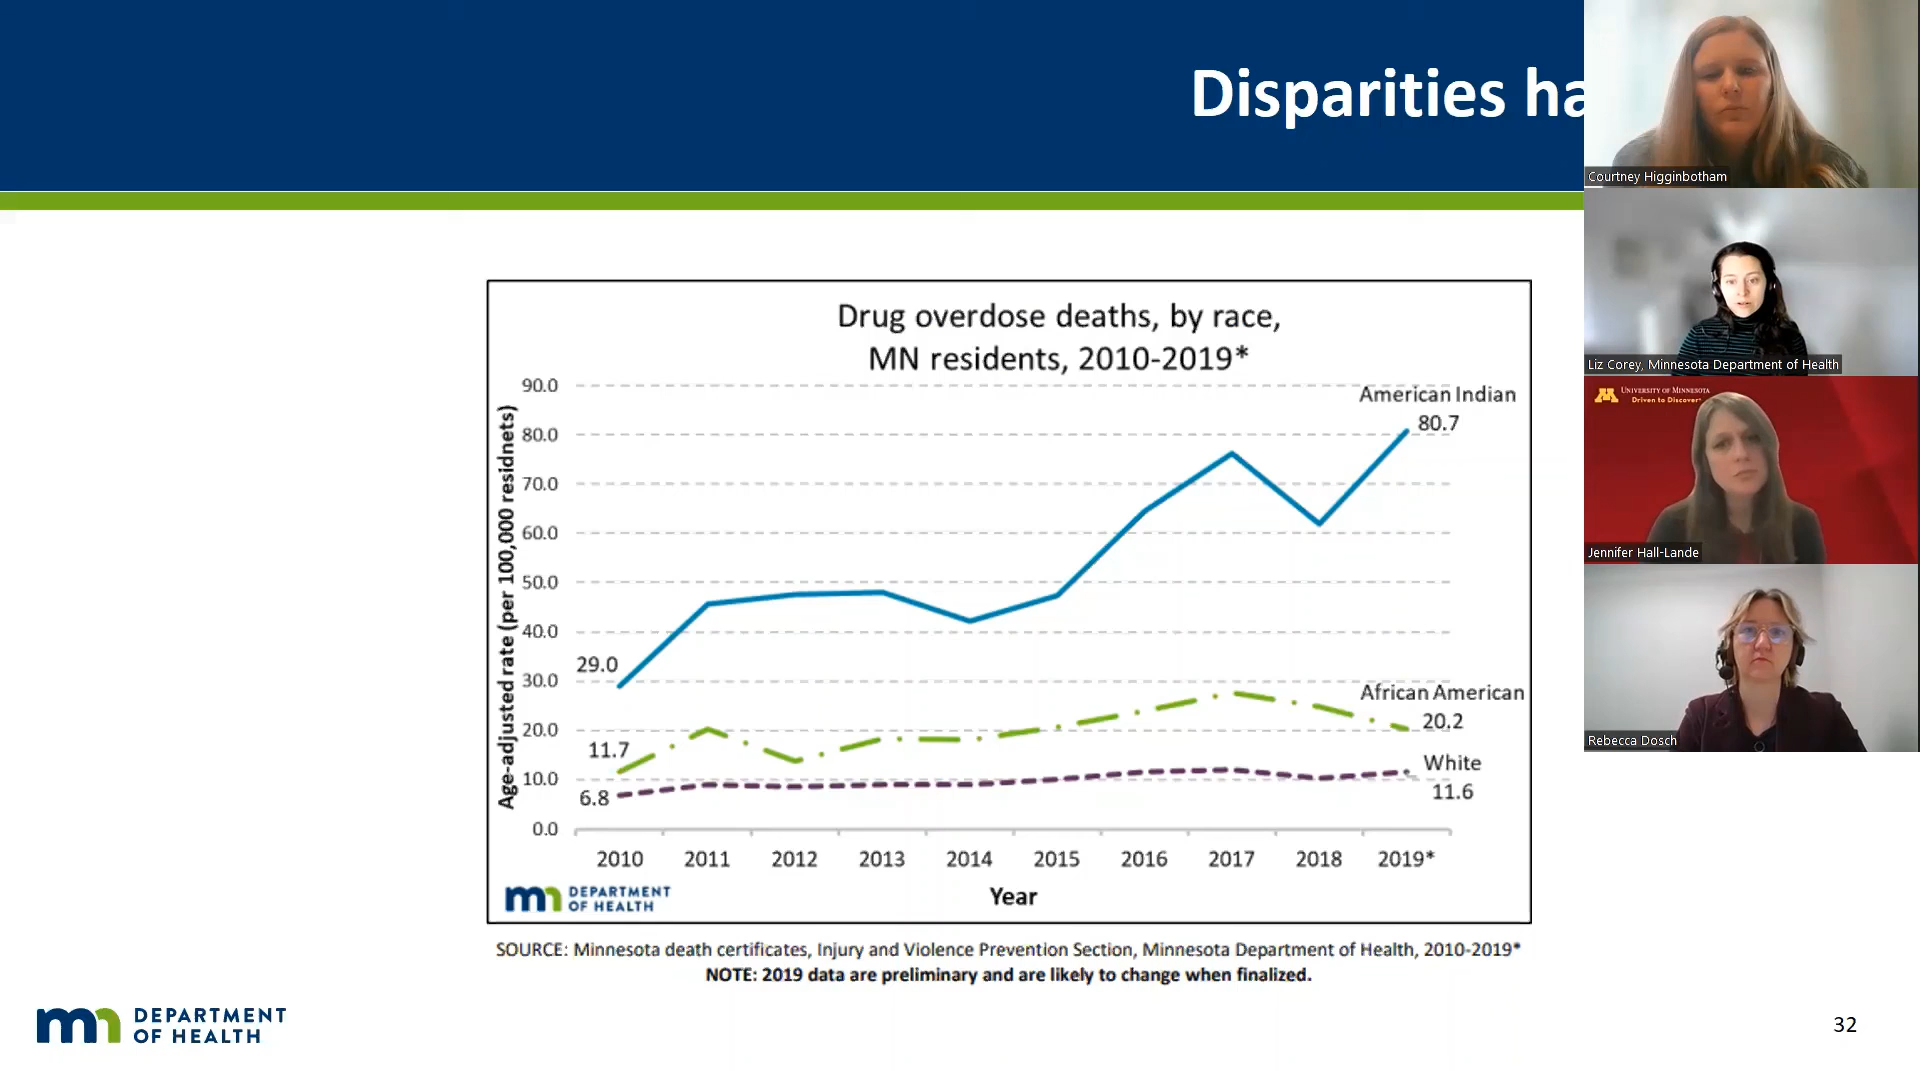 Disparities ha
Courtney Higginbotham
Liz Corey, Minnesota Department of Health
UNIVERSITY OF MINNESOTA
Driven to Discover
Jennifer Hall-Lande
Rebecca Dosch
Drug overdose deaths, by race,
MN residents, 2010-2019*
Age-adjusted rate (per 100,000 residnets)
90.0
80.0
70.0
60.0
50.0
40.0
30.0
20.0
10.0
0.0
American Indian
80.7
29.0
African American
20.2
11.7
White
11.6
6.8
2010 2011 2012 2013 2014 2015 2016 2017 2018 2019*
Year
mn DEPARTMENT
OF HEALTH
SOURCE: Minnesota death certificates, Injury and Violence Prevention Section, Minnesota Department of Health, 2010-2019*
NOTE: 2019 data are preliminary and are likely to change when finalized.
mn DEPARTMENT
OF HEALTH
32